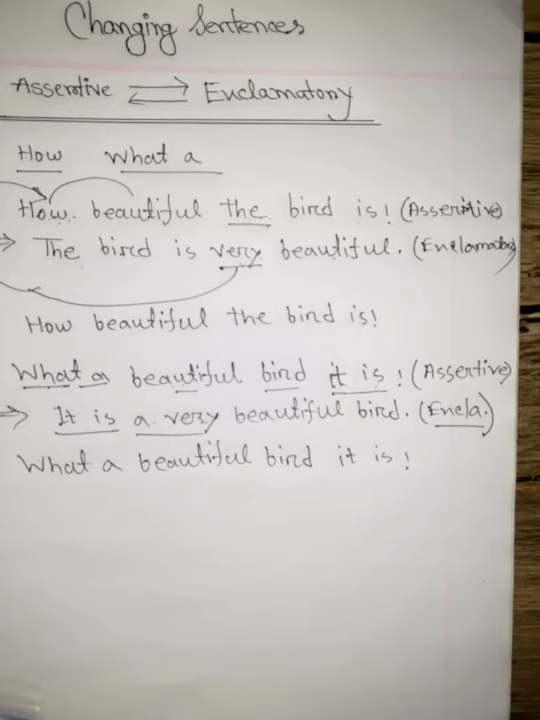 Changing Sentences
Assertive ⇌ Exclamatory
How What a
How beautiful the bird is! (Assertive)
⇒ The bird is very beautiful. (Exclamatory)
How beautiful the bird is!
What a beautiful bird it is! (Assertive)
⇒ It is a very beautiful bird. (Excla.)
What a beautiful bird it is!